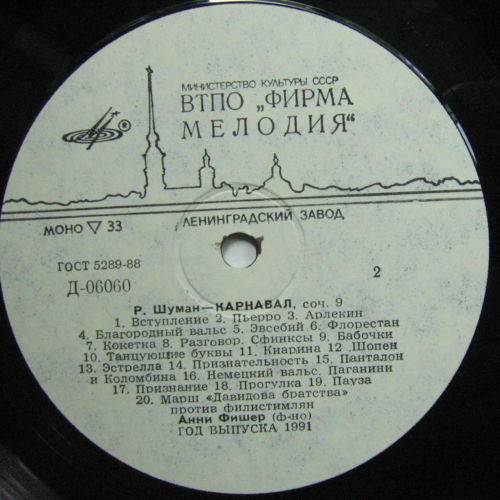 МИНИСТЕРСТВО КУЛЬТУРЫ СССР
ВТПО „ФИРМА
МЕЛОДИЯ“
®
МОНО ▽ 33
ЛЕНИНГРАДСКИЙ ЗАВОД
ГОСТ 5289-88
Д-06060
2
Р. Шуман—КАРНАВАЛ, соч. 9
1. Вступление 2. Пьерро 3. Арлекин
4. Благородный вальс 5. Эвсебий 6. Флорестан
7. Кокетка 8. Разговор. Сфинксы 9. Бабочки
10. Танцующие буквы 11. Киарина 12. Шопен
13. Эстрелла 14. Признательность 15. Панталон
и Коломбина 16. Немецкий вальс. Паганини
17. Признание 18. Прогулка 19. Пауза
20. Марш «Давидова братства»
против филистимлян
Анни Фишер (ф-но)
ГОД ВЫПУСКА 1991